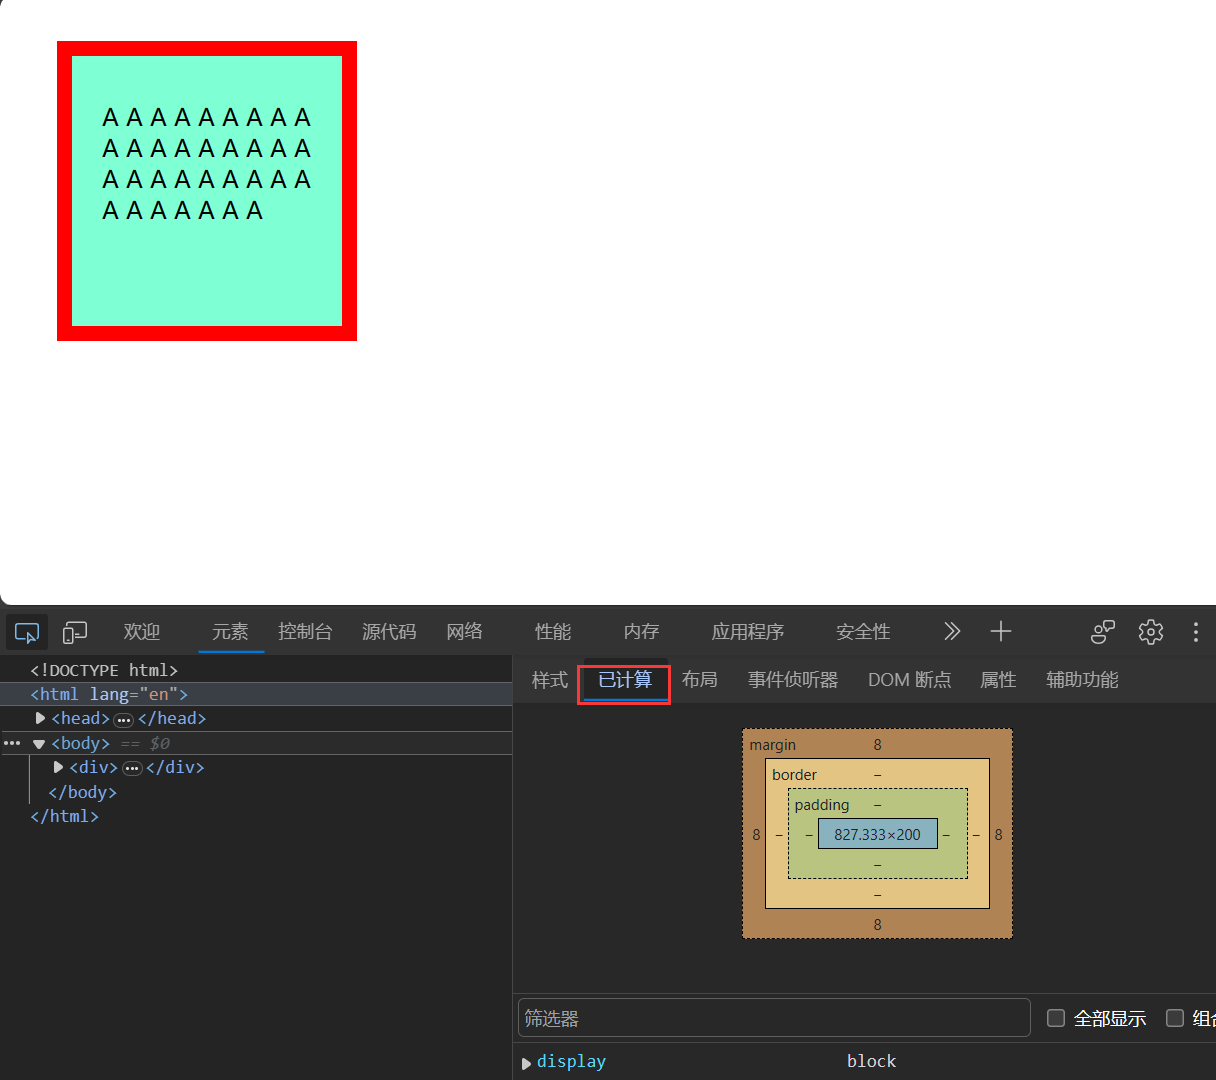 A A A A A A A A A
A A A A A A A A A
A A A A A A A A A
A A A A A A A
欢迎 元素 控制台 源代码 网络 性能 内存 应用程序 安全性
<!DOCTYPE html>
<html lang="en">
<head> ••• </head>
••• <body> == $0
<div> ••• </div>
</body>
</html>
样式 已计算 布局 事件侦听器 DOM 断点 属性 辅助功能
margin 8
border –
padding –
8 – – 827.333×200 – – 8
–
–
8
筛选器 全部显示 组合
display block